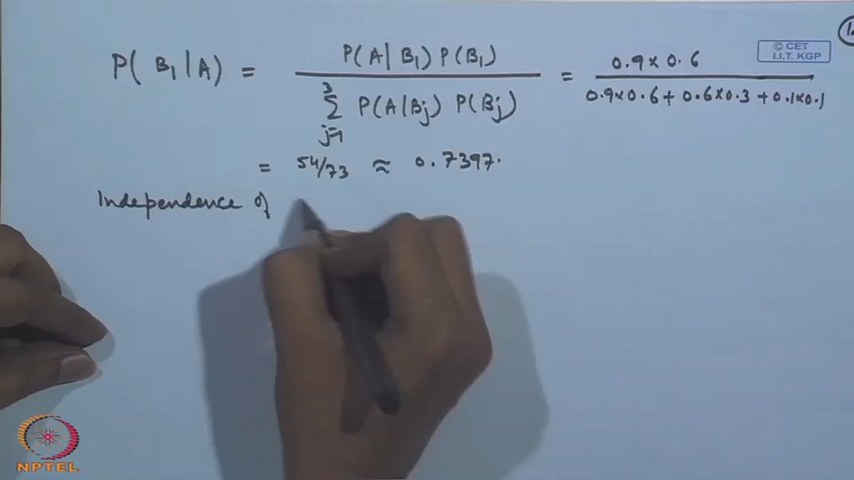 P( B₁ | A) = P(A | B₁) P(B₁) / ∑_{j=1}^{3} P(A|Bj) P(Bj) = 0.9×0.6 / 0.9×0.6 + 0.6×0.3 + 0.1×0.1
© CET
I.I.T. KGP
= 54/73 ≈ 0.7397.
Independence of
NPTEL